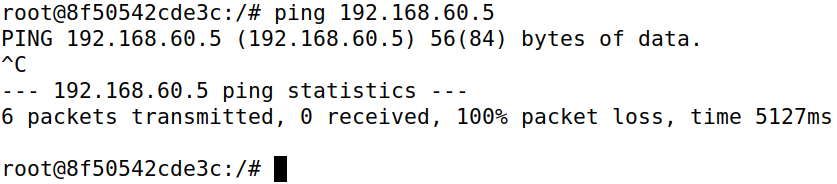 root@8f50542cde3c:/# ping 192.168.60.5
PING 192.168.60.5 (192.168.60.5) 56(84) bytes of data.
^C
--- 192.168.60.5 ping statistics ---
6 packets transmitted, 0 received, 100% packet loss, time 5127ms
root@8f50542cde3c:/#